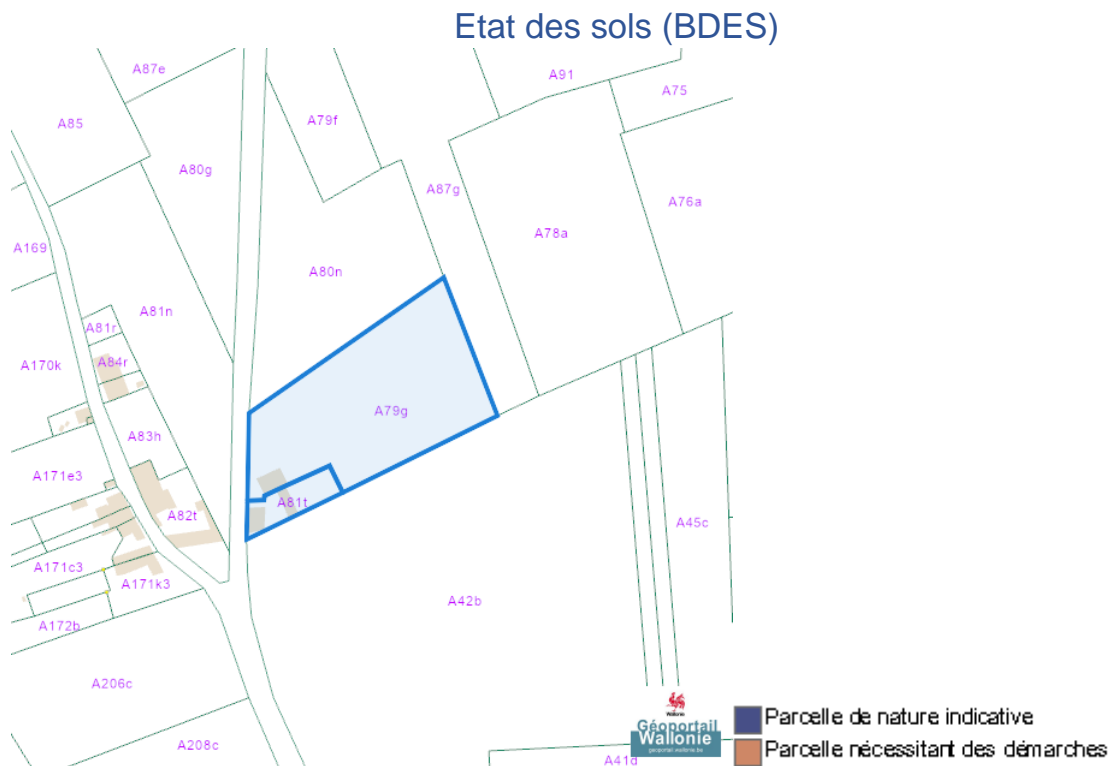 Etat des sols (BDES)
A87e
A91
A75
A85
A79f
A80g
A87g
A76a
A78a
A169
A80n
A81n
A81r
A84r
A170k
A79g
A83h
A171e3
A81t
A82t
A45c
A171c3
A171k3
A42b
A172b
A206c
Wallonie
Géoportail
Wallonie
geoportail.wallonie.be
Parcelle de nature indicative
A208c
Parcelle nécessitant des démarches
A41d